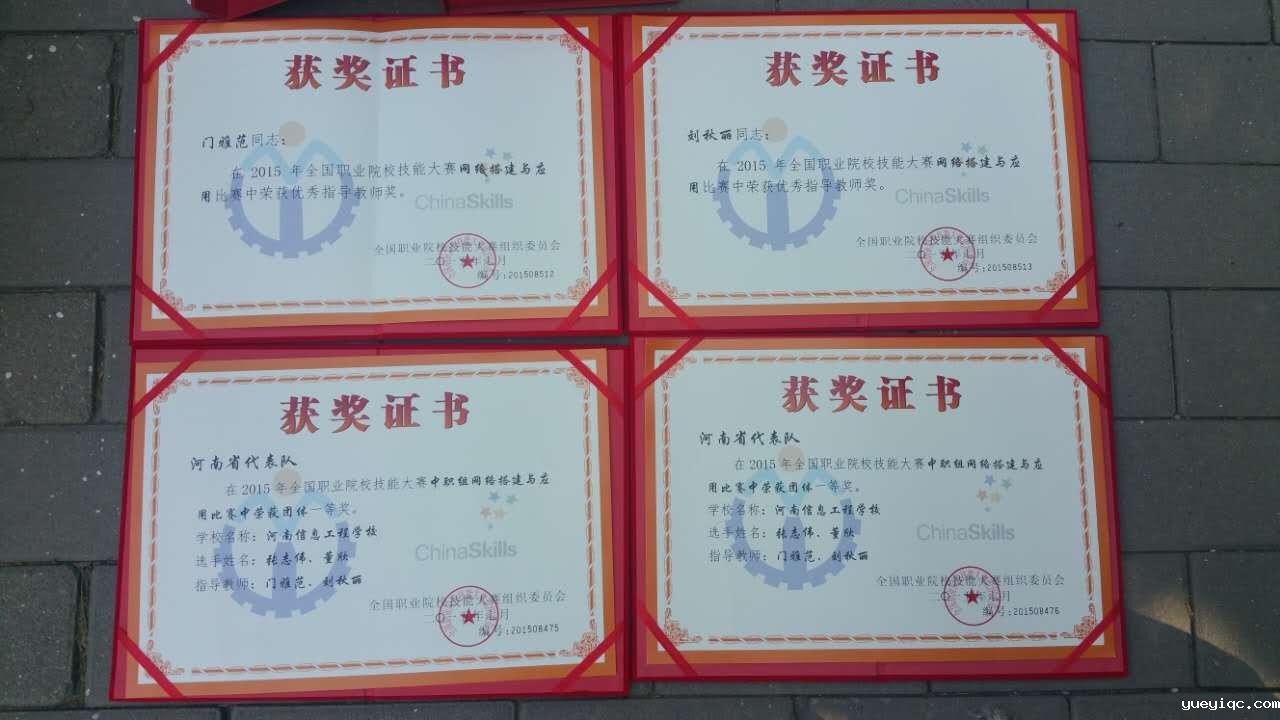 获奖证书
门雅范同志：
在 2015 年全国职业院校技能大赛网络搭建与应
用比赛中荣获优秀指导教师奖。
ChinaSkills
全国职业院校技能大赛组织委员会
编号:201508512
获奖证书
刘秋丽同志：
在 2015 年全国职业院校技能大赛网络搭建与应
用比赛中荣获优秀指导教师奖。
ChinaSkills
全国职业院校技能大赛组织委员会
编号:201508513
获奖证书
河南省代表队
在 2015 年全国职业院校技能大赛中职组网络搭建与应
用比赛中荣获团体一等奖。
学校名称：河南信息工程学校
选手姓名：张志伟、董欣
指导教师：门雅范、刘秋丽
ChinaSkills
全国职业院校技能大赛组织委员会
编号:201508475
获奖证书
河南省代表队
在 2015 年全国职业院校技能大赛中职组网络搭建与应
用比赛中荣获团体一等奖。
学校名称：河南信息工程学校
选手姓名：张志伟、董欣
指导教师：门雅范、刘秋丽
ChinaSkills
全国职业院校技能大赛组织委员会
编号:201508476
yueyiqc.com